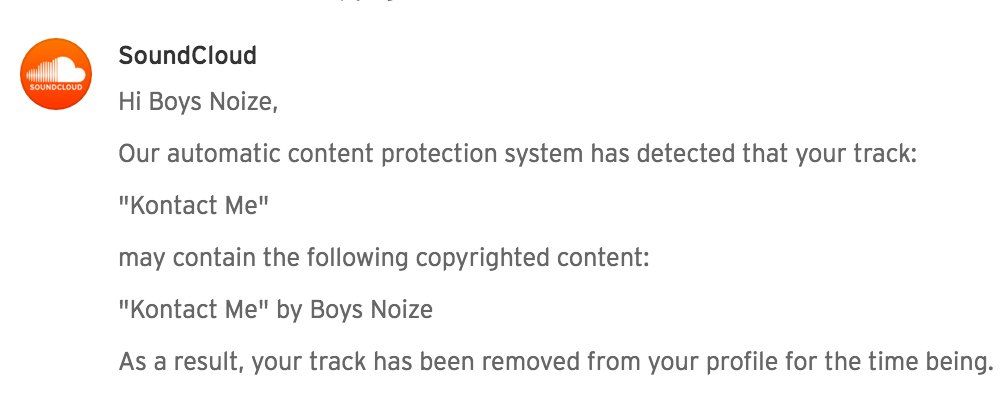 SoundCloud
SOUNDCLOUD
Hi Boys Noize,
Our automatic content protection system has detected that your track:
"Kontact Me"
may contain the following copyrighted content:
"Kontact Me" by Boys Noize
As a result, your track has been removed from your profile for the time being.